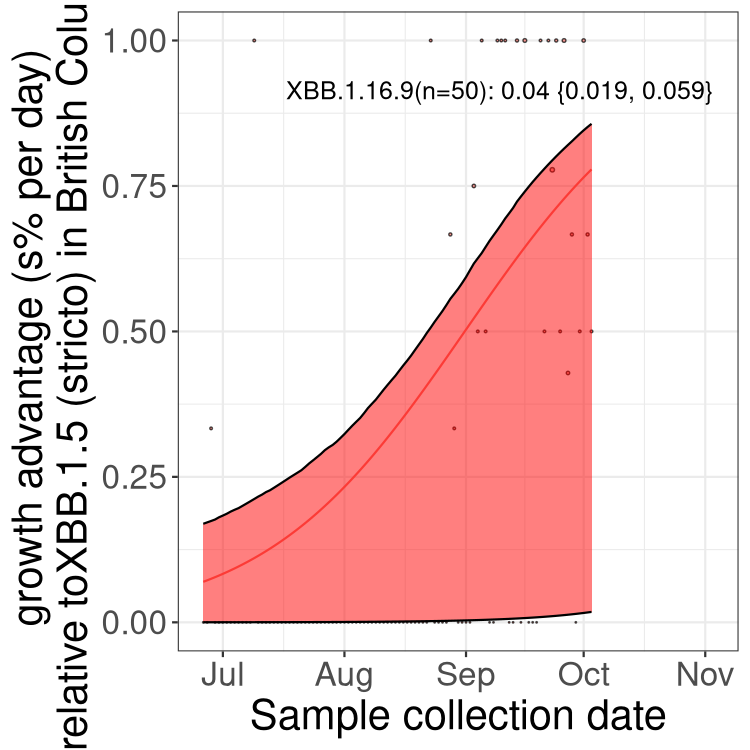 growth advantage (s% per day)
relative toXBB.1.5 (stricto) in British Colu
1.00
0.75
0.50
0.25
0.00
XBB.1.16.9(n=50): 0.04 {0.019, 0.059}
Jul Aug Sep Oct Nov
Sample collection date